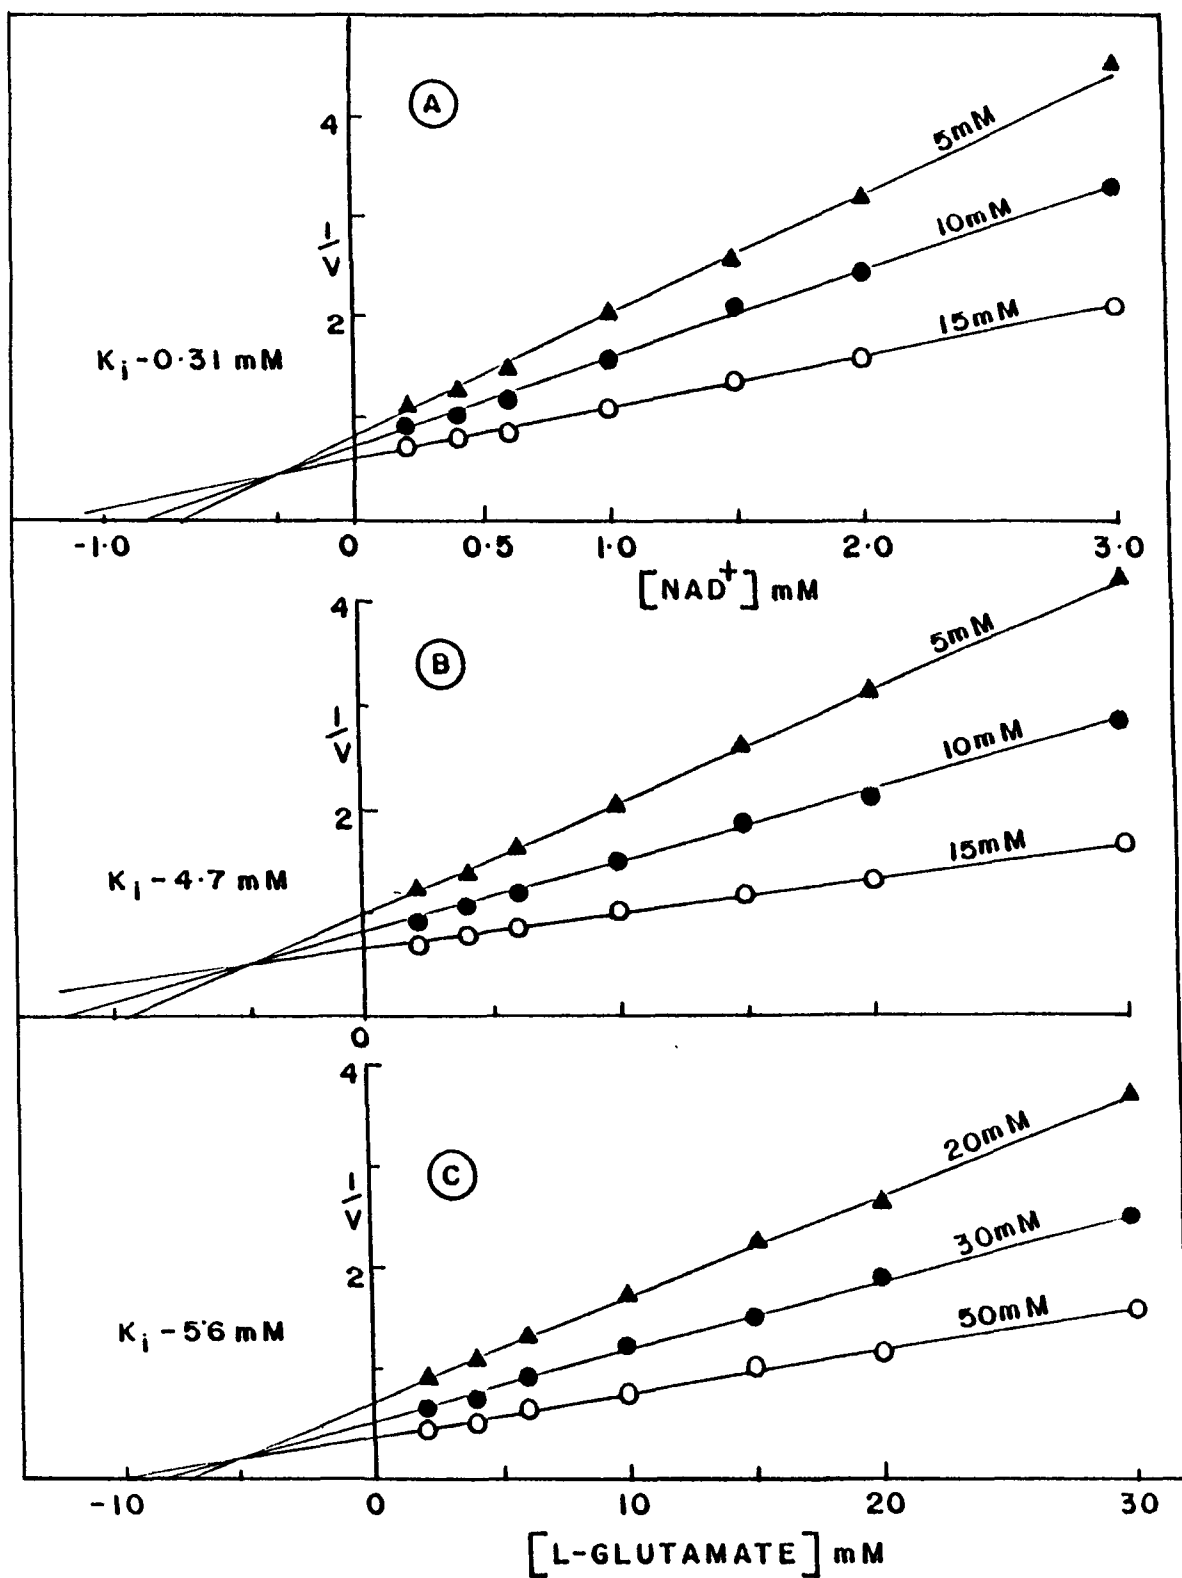 A
4
5mM
10mM
1/V
2
15mM
Ki-0.31 mM
-1.0 0 0.5 1.0 2.0 3.0
[NAD+] mM
4
B
5mM
1/V
10mM
2
15mM
Ki-4.7 mM
0
4
C
20mM
1/V
30mM
2
50mM
Ki-5.6 mM
-10 0 10 20 30
[L-GLUTAMATE] mM